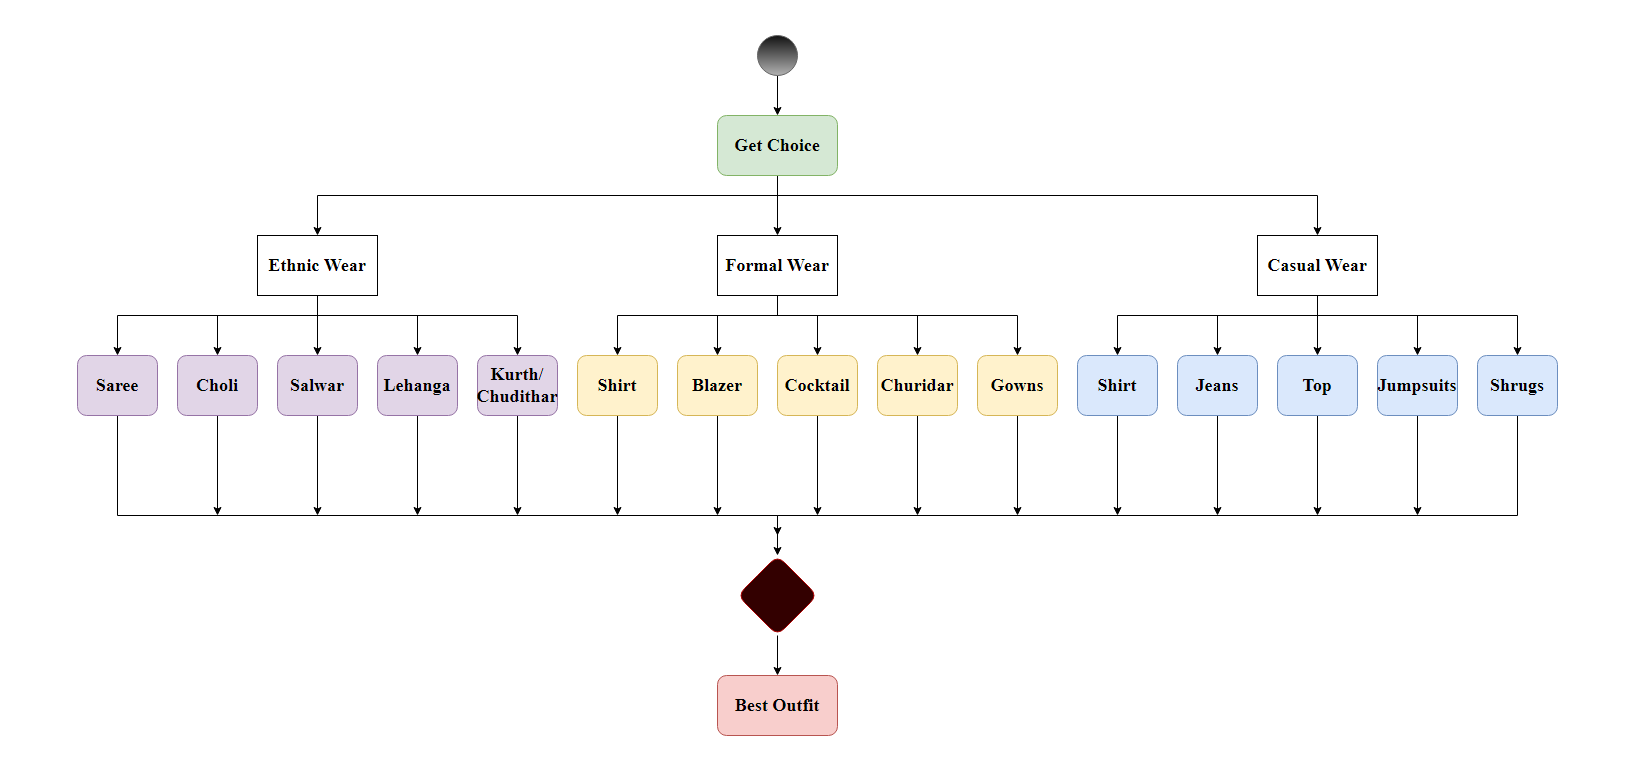 Get Choice
Ethnic Wear
Formal Wear
Casual Wear
Saree
Choli
Salwar
Lehanga
Kurth/
Chudithar
Shirt
Blazer
Cocktail
Churidar
Gowns
Shirt
Jeans
Top
Jumpsuits
Shrugs
Best Outfit